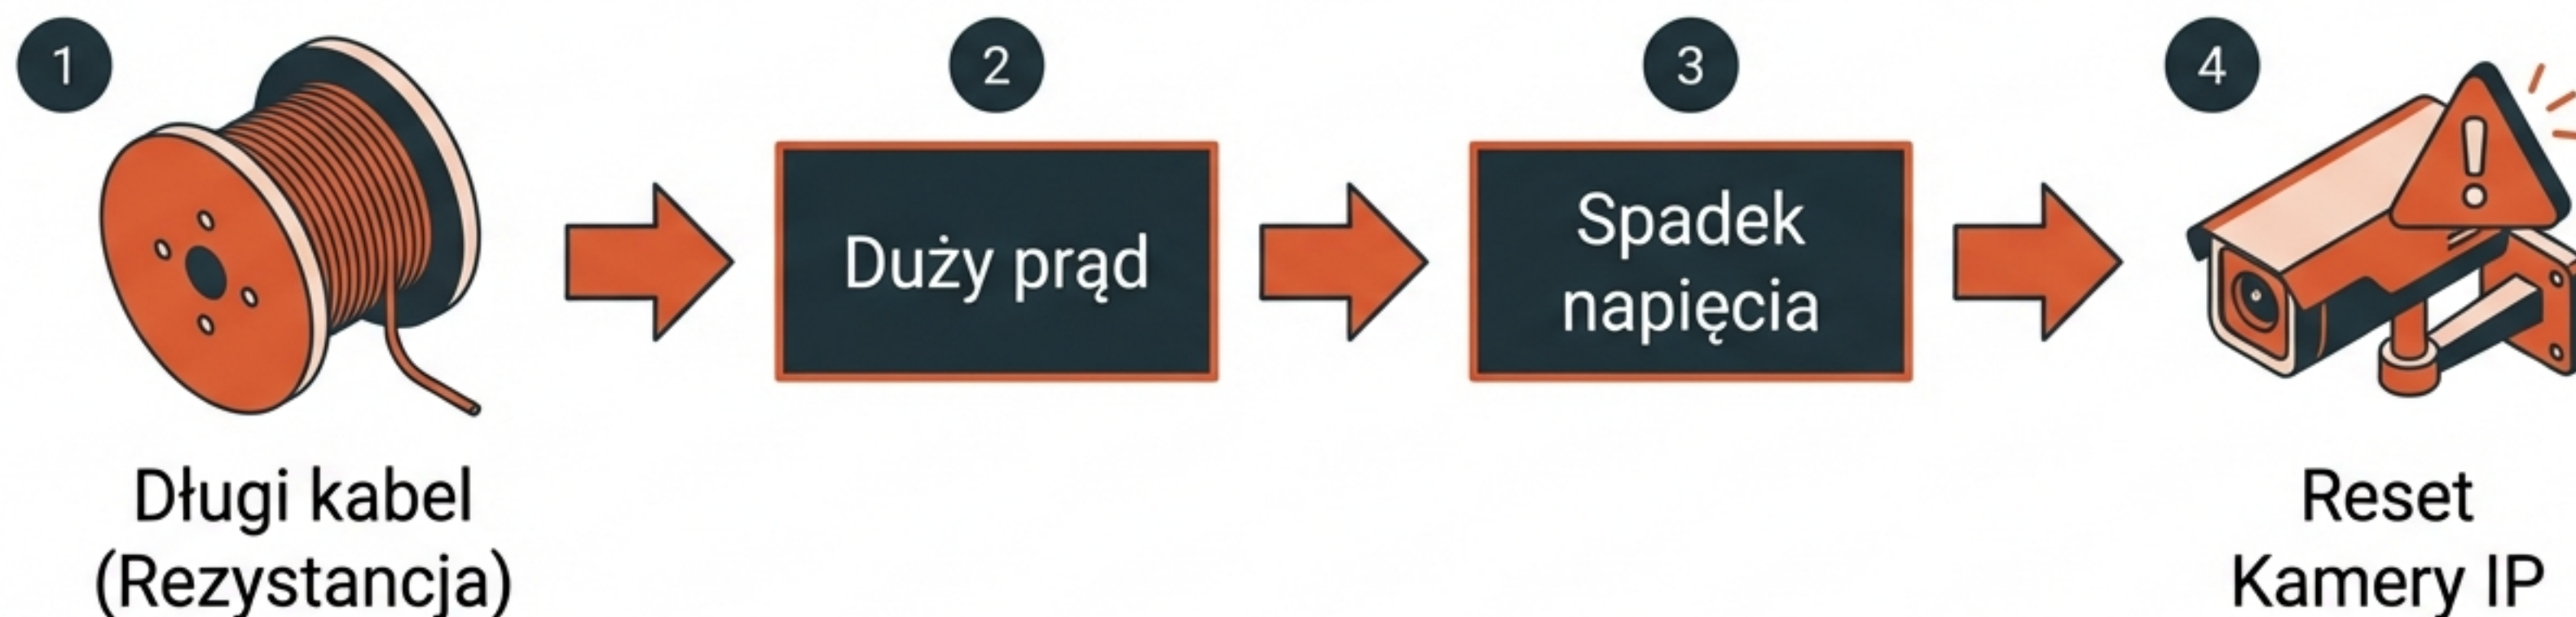 1
2
3
4
Duży prąd
Spadek
napięcia
Długi kabel
(Rezystancja)
Reset
Kamery IP